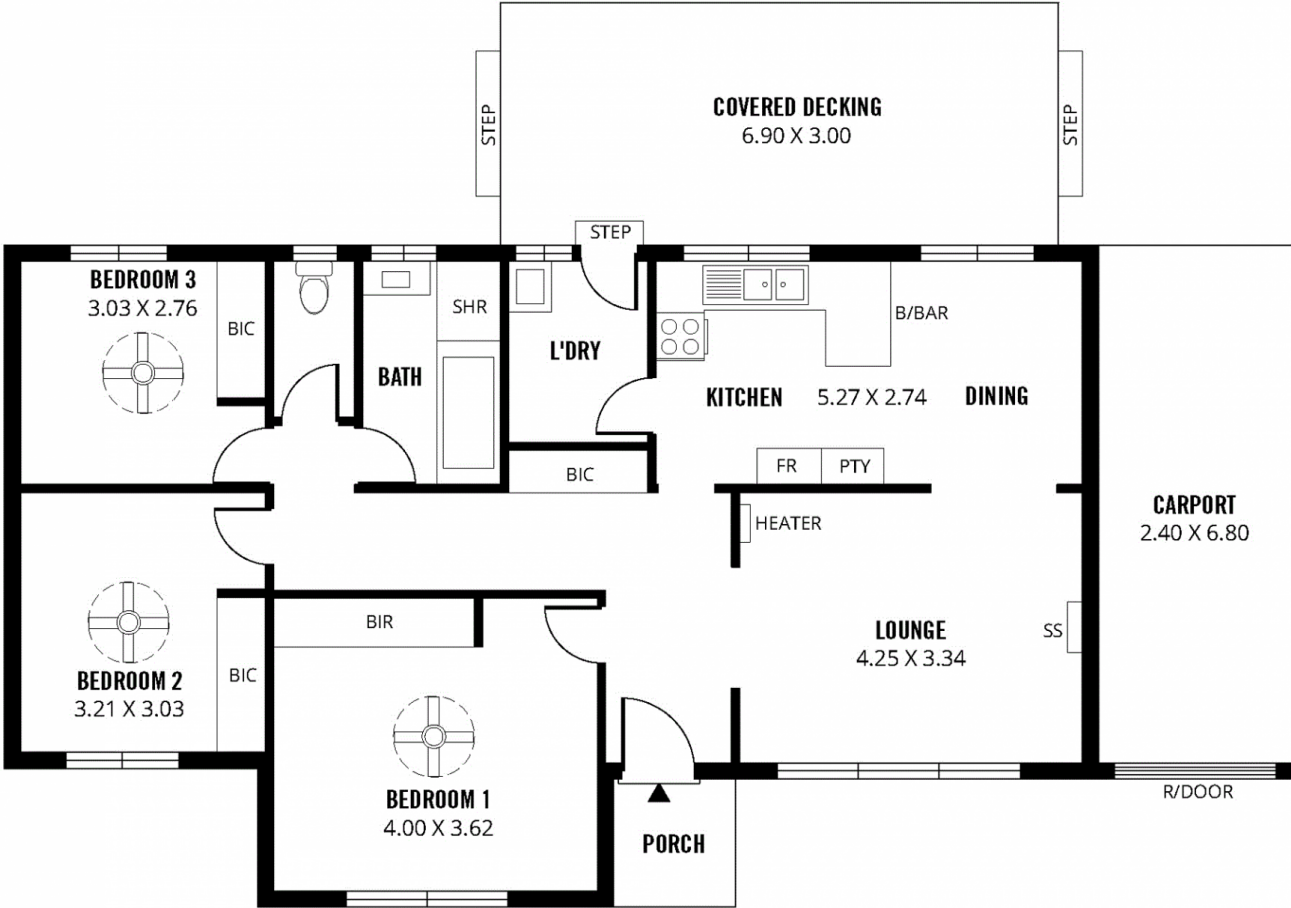 COVERED DECKING
6.90 X 3.00
STEP
STEP
STEP
BEDROOM 3
3.03 X 2.76
BIC
BATH
SHR
L'DRY
B/BAR
KITCHEN 5.27 X 2.74 DINING
FR
PTY
BIC
HEATER
CARPORT
2.40 X 6.80
BEDROOM 2
3.21 X 3.03
BIC
BIR
LOUNGE
4.25 X 3.34
SS
BEDROOM 1
4.00 X 3.62
PORCH
R/DOOR